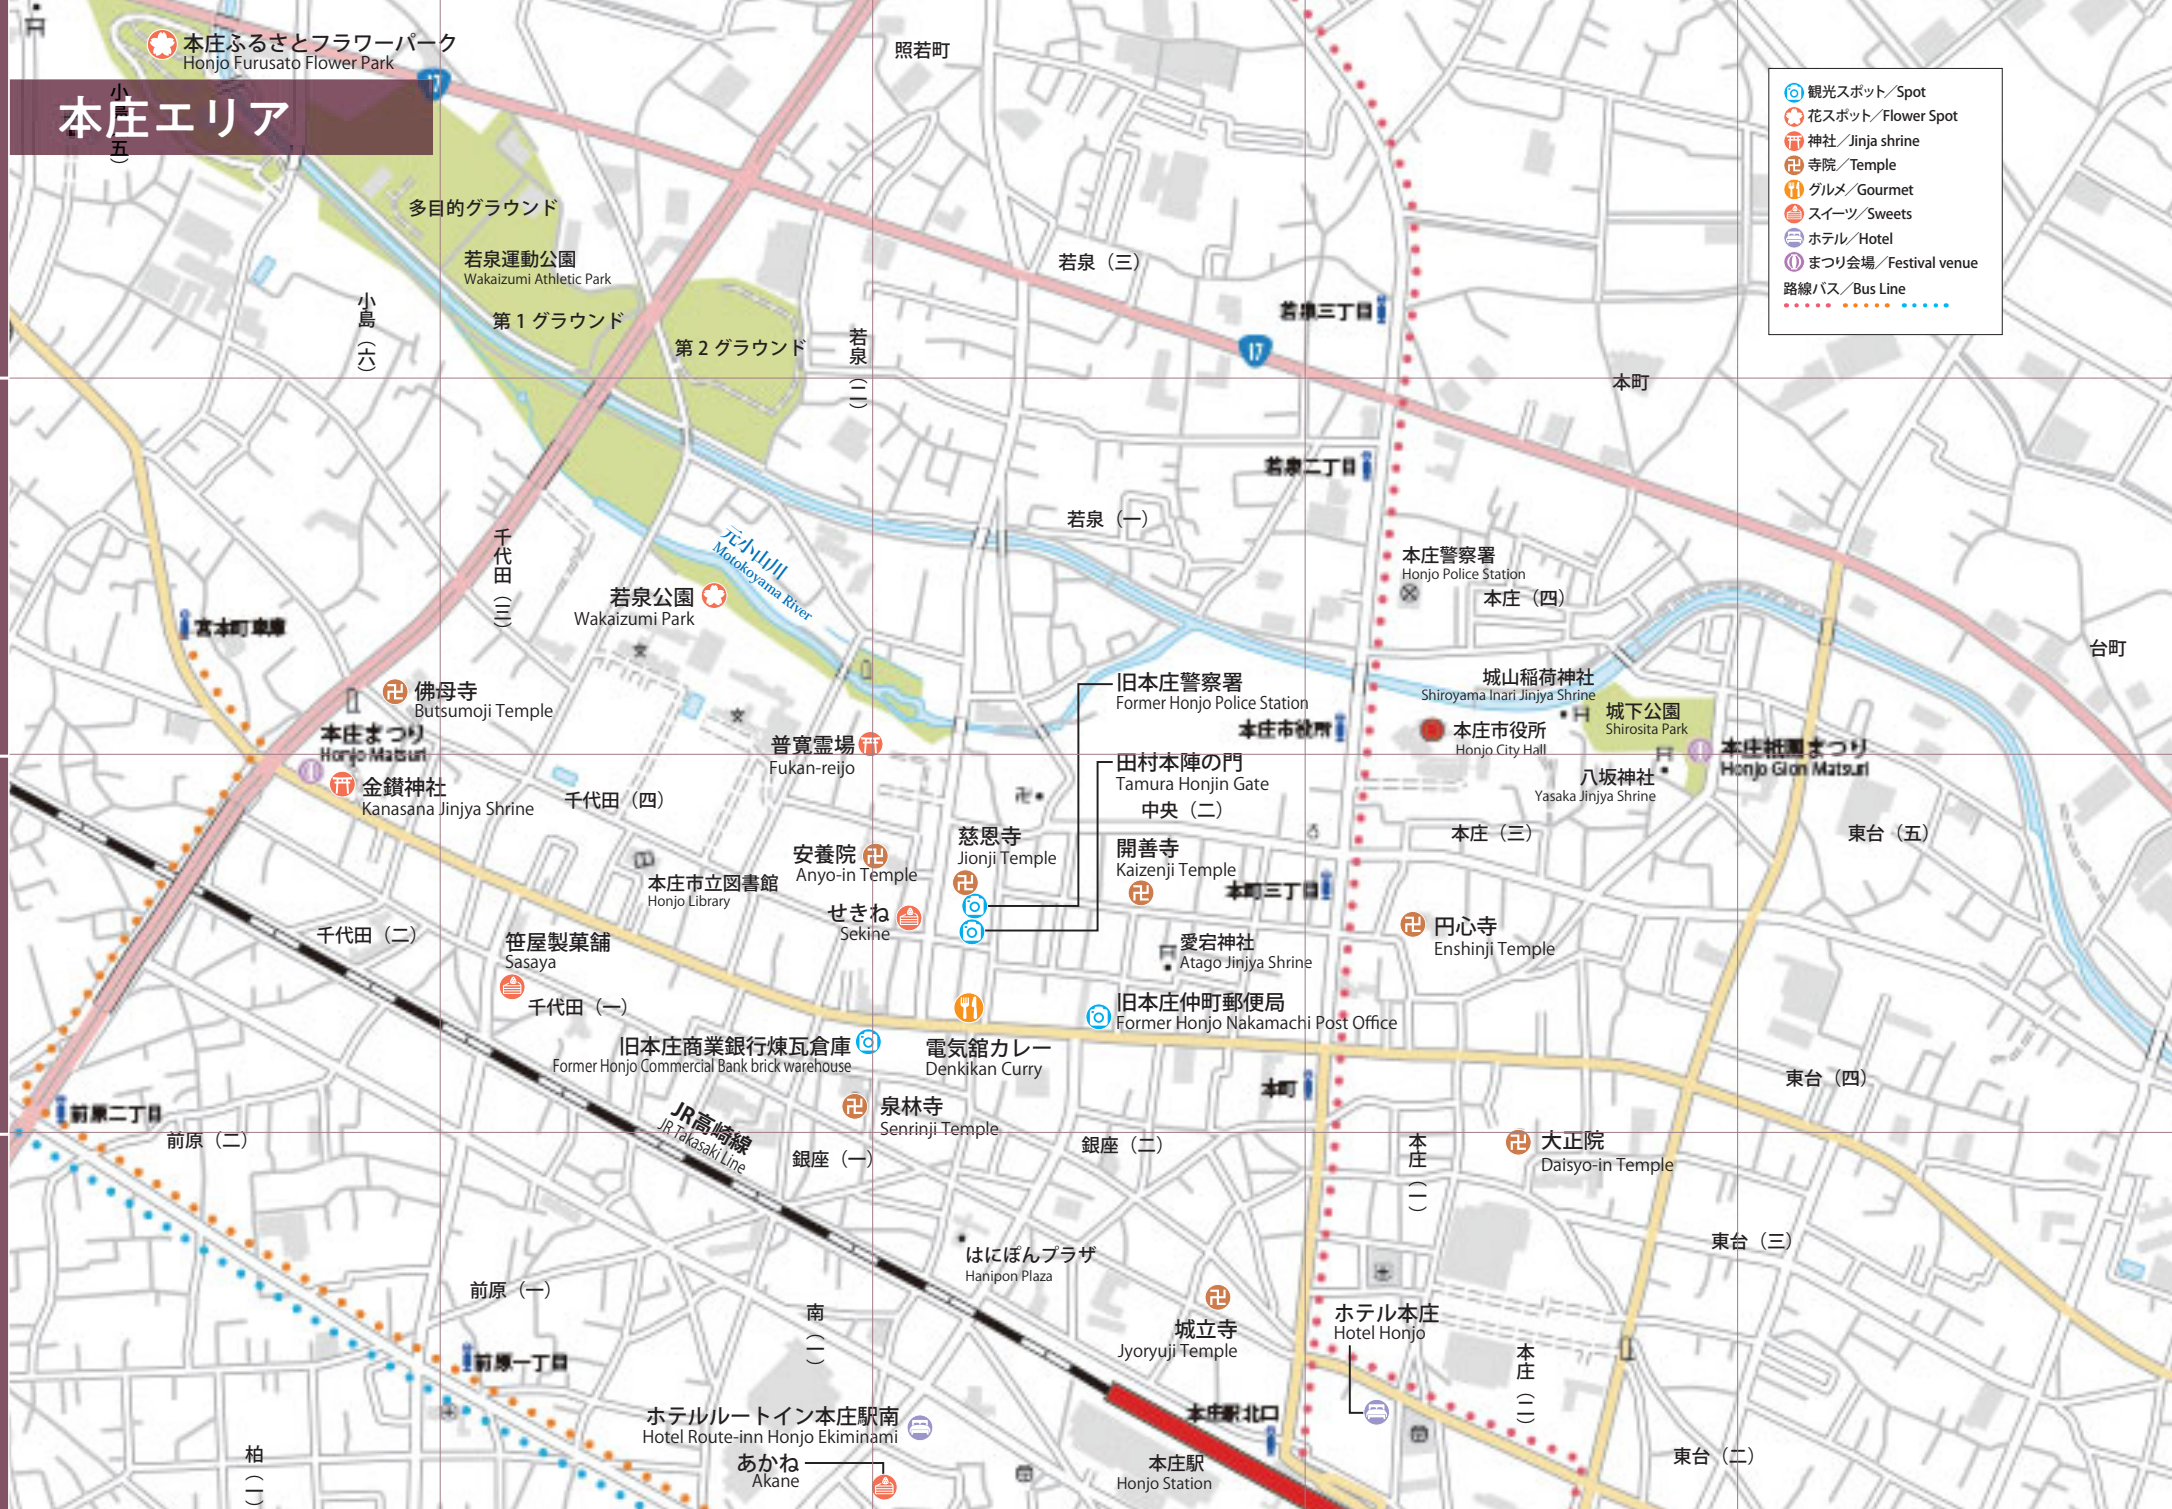 本庄ふるさとフラワーパーク
Honjo Furusato Flower Park
本庄エリア
17
照若町
観光スポット／Spot
花スポット／Flower Spot
神社／Jinja shrine
寺院／Temple
グルメ／Gourmet
スイーツ／Sweets
ホテル／Hotel
まつり会場／Festival venue
路線バス／Bus Line
多目的グラウンド
若泉運動公園
Wakaizumi Athletic Park
第1グラウンド
第2グラウンド
小島（六）
若泉（二）
若泉（三）
若泉三丁目
17
本町
若泉二丁目
若泉（一）
千代田（三）
元小山川
Motokoyama River
若泉公園
Wakaizumi Park
本庄警察署
Honjo Police Station
本庄（四）
台町
宮本町車庫
佛母寺
Butsumoji Temple
本庄まつり
Honjo Matsuri
金鑚神社
Kanasana Jinjya Shrine
千代田（四）
普寛霊場
Fukan-reijo
旧本庄警察署
Former Honjo Police Station
田村本陣の門
Tamura Honjin Gate
中央（二）
本庄市役所
城山稲荷神社
Shiroyama Inari Jinjya Shrine
本庄市役所
Honjo City Hall
城下公園
Shirosita Park
八坂神社
Yasaka Jinjya Shrine
本庄祇園まつり
Honjo Gion Matsuri
本庄（三）
東台（五）
本庄市立図書館
Honjo Library
安養院
Anyo-in Temple
慈恩寺
Jionji Temple
開善寺
Kaizenji Temple
本町三丁目
せきね
Sekine
円心寺
Enshinji Temple
愛宕神社
Atago Jinjya Shrine
千代田（二）
笹屋製菓舗
Sasaya
千代田（一）
旧本庄仲町郵便局
Former Honjo Nakamachi Post Office
旧本庄商業銀行煉瓦倉庫
Former Honjo Commercial Bank brick warehouse
電気舘カレー
Denkikan Curry
本町
東台（四）
前原二丁目
前原（二）
JR高崎線
JR Takasaki Line
泉林寺
Senrinji Temple
銀座（一）
銀座（二）
本庄（一）
大正院
Daisyo-in Temple
東台（三）
はにぽんプラザ
Hanipon Plaza
前原（一）
南（一）
城立寺
Jyoryuji Temple
ホテル本庄
Hotel Honjo
本庄（二）
前原一丁目
ホテルルートイン本庄駅南
Hotel Route-inn Honjo Ekiminami
あかね
Akane
本庄駅北口
本庄駅
Honjo Station
東台（二）
柏（一）